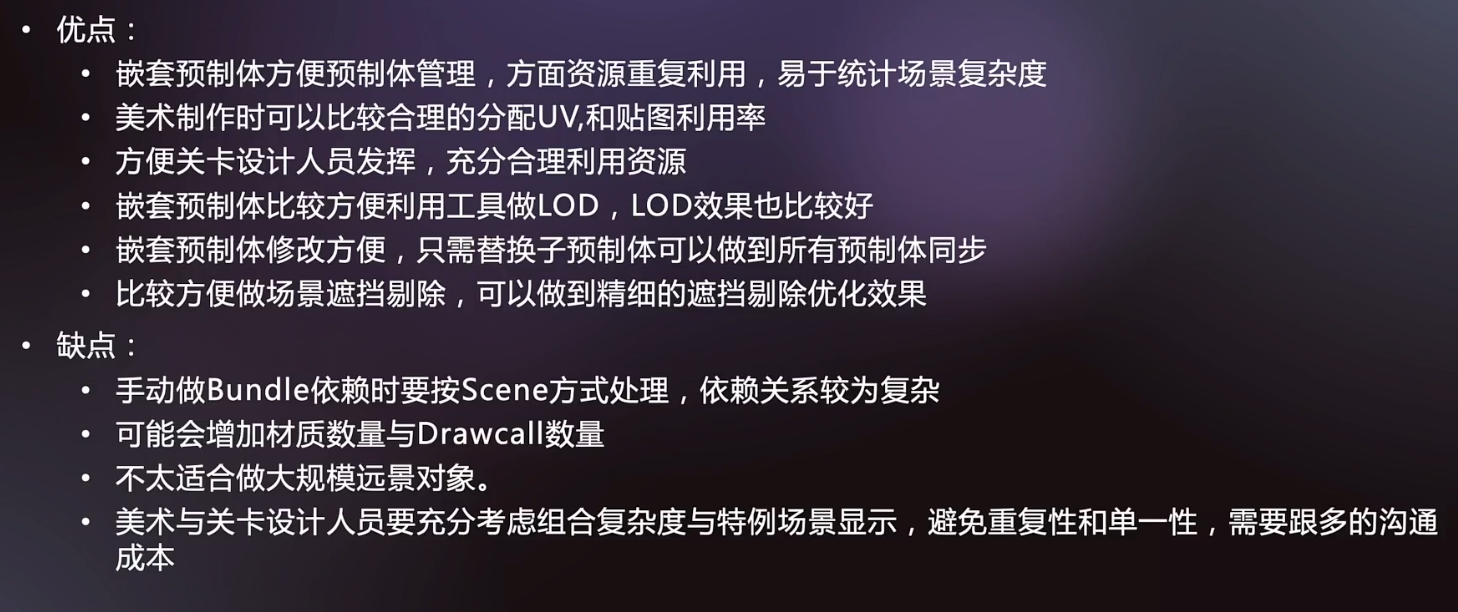 • 优点：
• 嵌套预制体方便预制体管理，方面资源重复利用，易于统计场景复杂度
• 美术制作时可以比较合理的分配UV,和贴图利用率
• 方便关卡设计人员发挥，充分合理利用资源
• 嵌套预制体比较方便利用工具做LOD，LOD效果也比较好
• 嵌套预制体修改方便，只需替换子预制体可以做到所有预制体同步
• 比较方便做场景遮挡剔除，可以做到精细的遮挡剔除优化效果
• 缺点：
• 手动做Bundle依赖时要按Scene方式处理，依赖关系较为复杂
• 可能会增加材质数量与Drawcall数量
• 不太适合做大规模远景对象。
• 美术与关卡设计人员要充分考虑组合复杂度与特例场景显示，避免重复性和单一性，需要跟多的沟通
成本